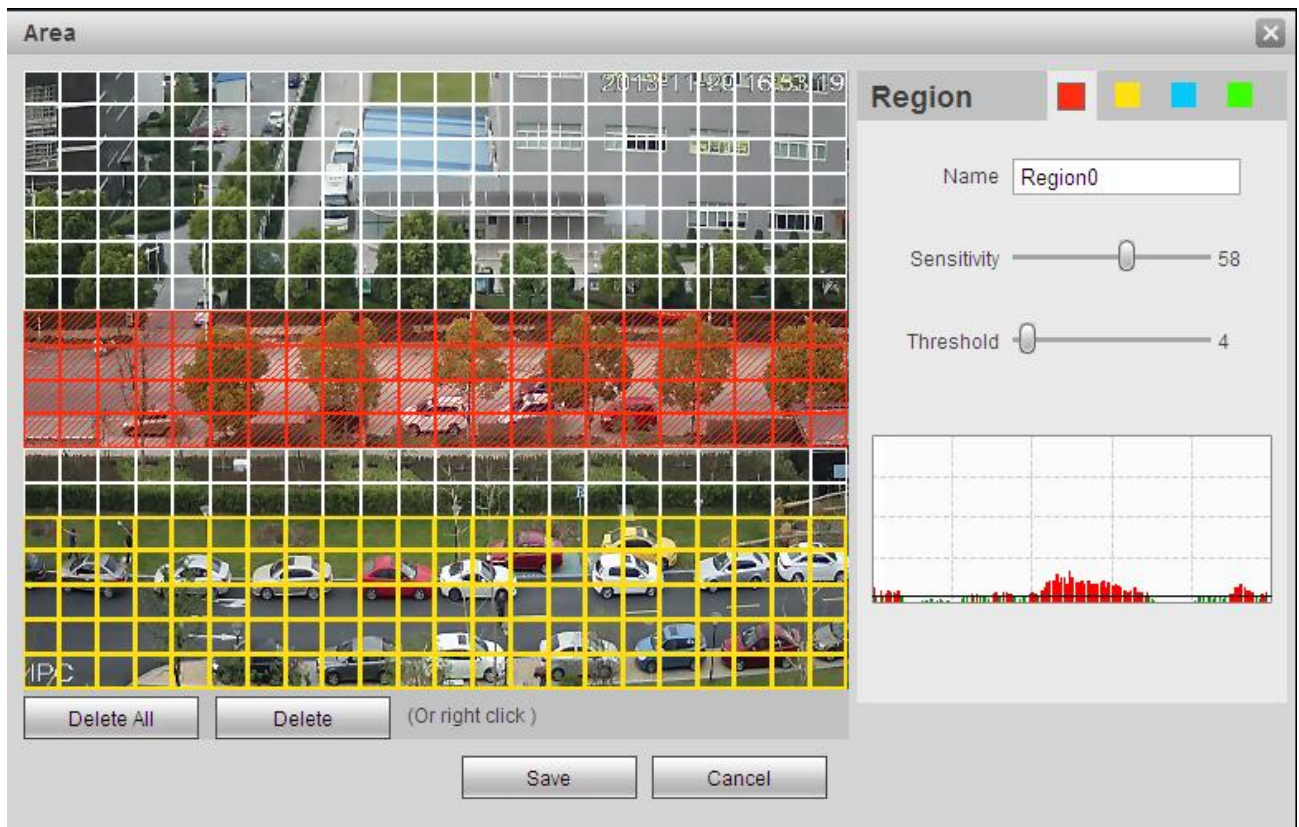 Area
2013-11-20 16:33:19
Region
Name Region0
Sensitivity 58
Threshold 4
IPC
Delete All Delete (Or right click )
Save Cancel